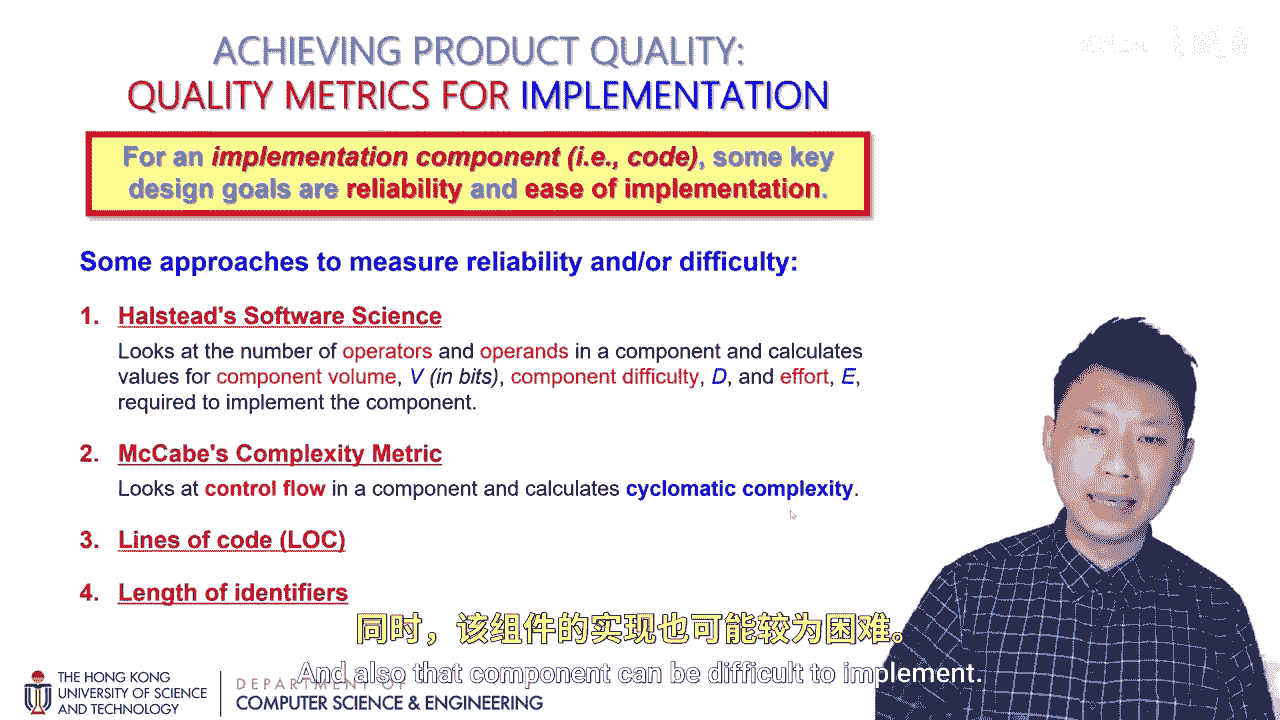 ACHIEVING PRODUCT QUALITY:
QUALITY METRICS FOR IMPLEMENTATION
For an implementation component (i.e., code), some key
design goals are reliability and ease of implementation.
Some approaches to measure reliability and/or difficulty:
1. Halstead's Software Science
Looks at the number of operators and operands in a component and calculates
values for component volume, V (in bits), component difficulty, D, and effort, E,
required to implement the component.
2. McCabe's Complexity Metric
Looks at control flow in a component and calculates cyclomatic complexity.
3. Lines of code (LOC)
4. Length of identifiers
同时，该组件的实现也可能较为困难。
And also that component can be difficult to implement.
THE HONG KONG
UNIVERSITY OF SCIENCE
AND TECHNOLOGY
DEPARTMENT OF
COMPUTER SCIENCE & ENGINEERING